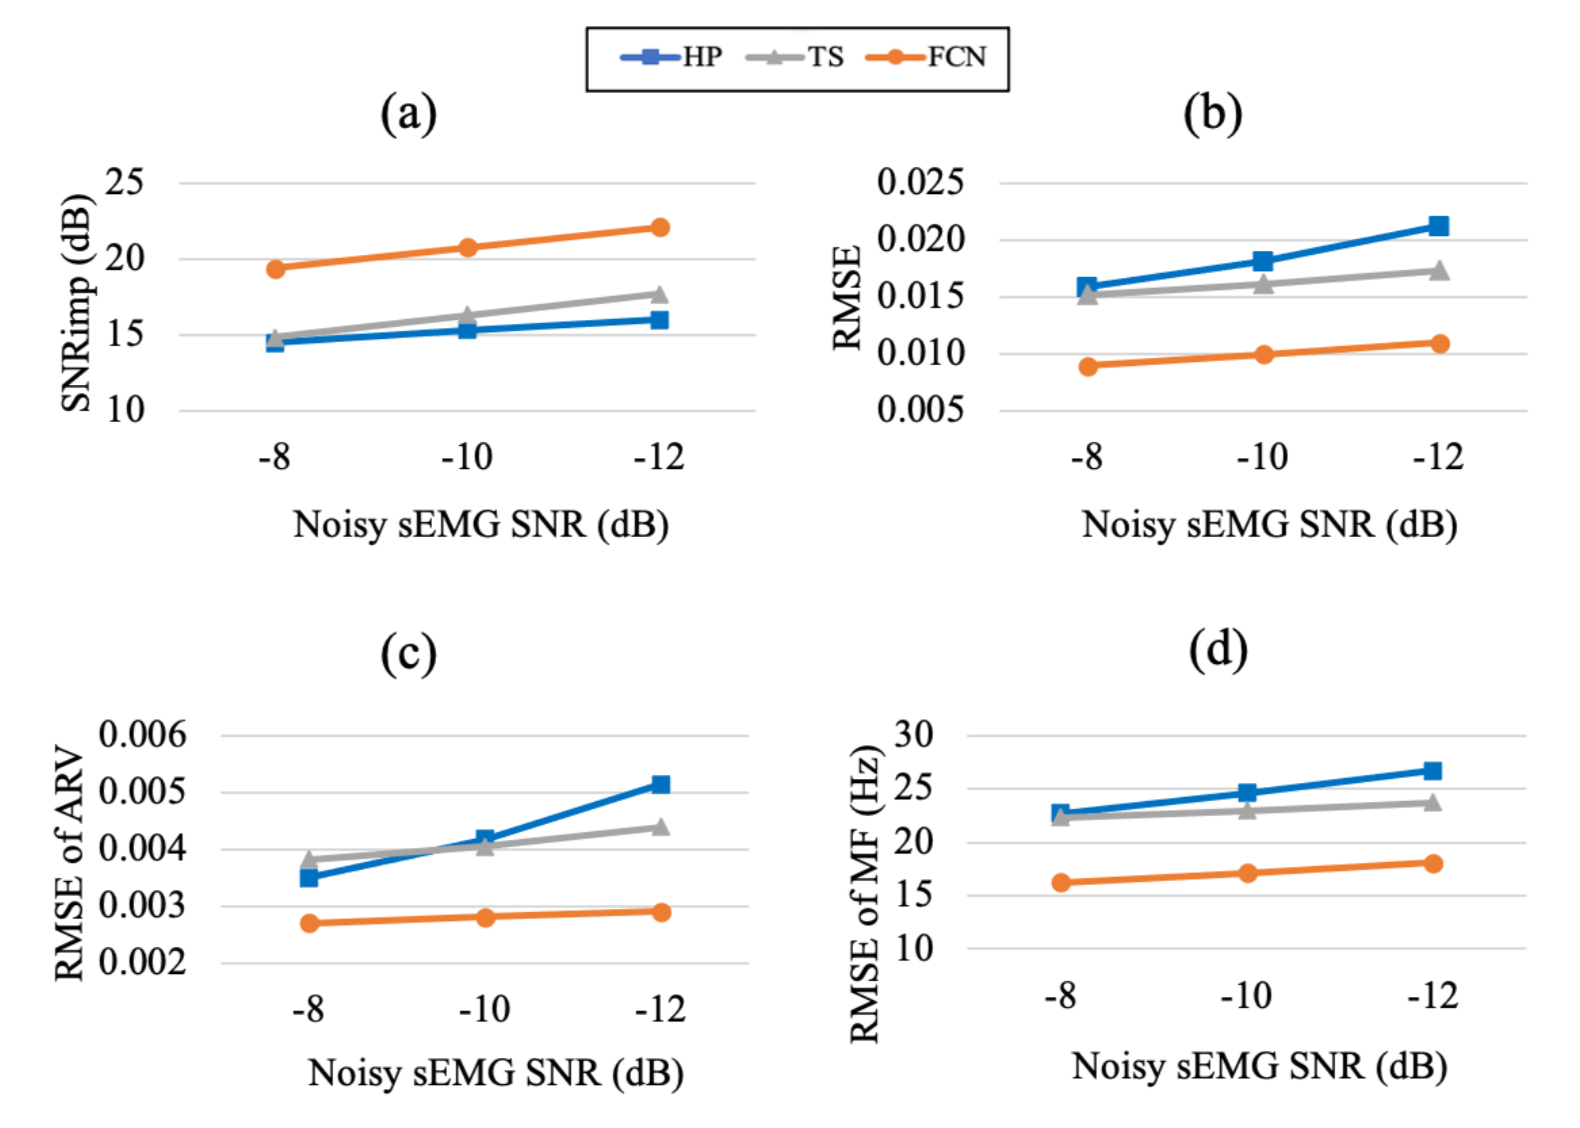 HP TS FCN
(a)
25
20
15
10
SNRimp (dB)
-8 -10 -12
Noisy sEMG SNR (dB)
(b)
0.025
0.020
0.015
0.010
0.005
RMSE
-8 -10 -12
Noisy sEMG SNR (dB)
(c)
0.006
0.005
0.004
0.003
0.002
RMSE of ARV
-8 -10 -12
Noisy sEMG SNR (dB)
(d)
30
25
20
15
10
RMSE of MF (Hz)
-8 -10 -12
Noisy sEMG SNR (dB)